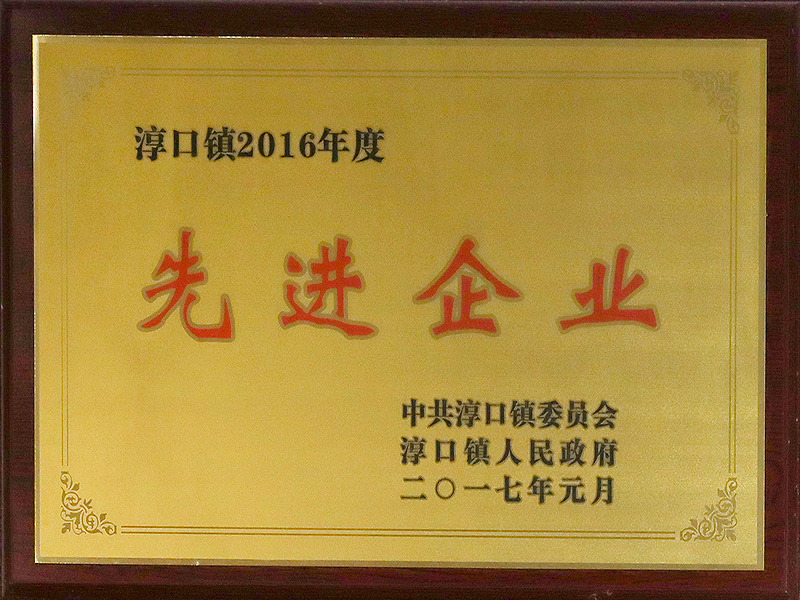 淳口镇2016年度
先进企业
中共淳口镇委员会
淳口镇人民政府
二〇一七年元月